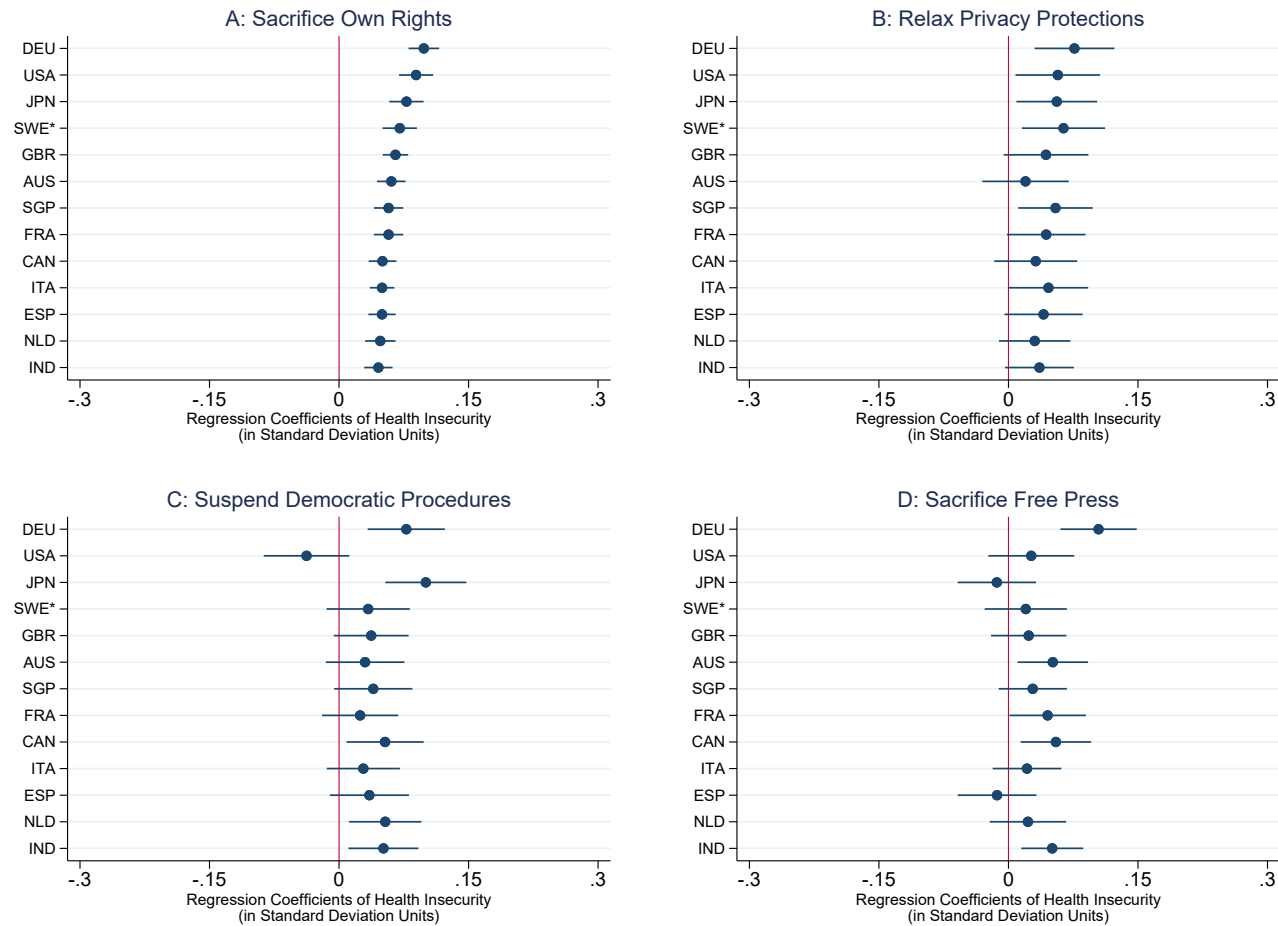 A: Sacrifice Own Rights
DEU
USA
JPN
SWE*
GBR
AUS
SGP
FRA
CAN
ITA
ESP
NLD
IND
-.3 -.15 0 .15 .3
Regression Coefficients of Health Insecurity
(in Standard Deviation Units)
B: Relax Privacy Protections
DEU
USA
JPN
SWE*
GBR
AUS
SGP
FRA
CAN
ITA
ESP
NLD
IND
-.3 -.15 0 .15 .3
Regression Coefficients of Health Insecurity
(in Standard Deviation Units)
C: Suspend Democratic Procedures
DEU
USA
JPN
SWE*
GBR
AUS
SGP
FRA
CAN
ITA
ESP
NLD
IND
-.3 -.15 0 .15 .3
Regression Coefficients of Health Insecurity
(in Standard Deviation Units)
D: Sacrifice Free Press
DEU
USA
JPN
SWE*
GBR
AUS
SGP
FRA
CAN
ITA
ESP
NLD
IND
-.3 -.15 0 .15 .3
Regression Coefficients of Health Insecurity
(in Standard Deviation Units)